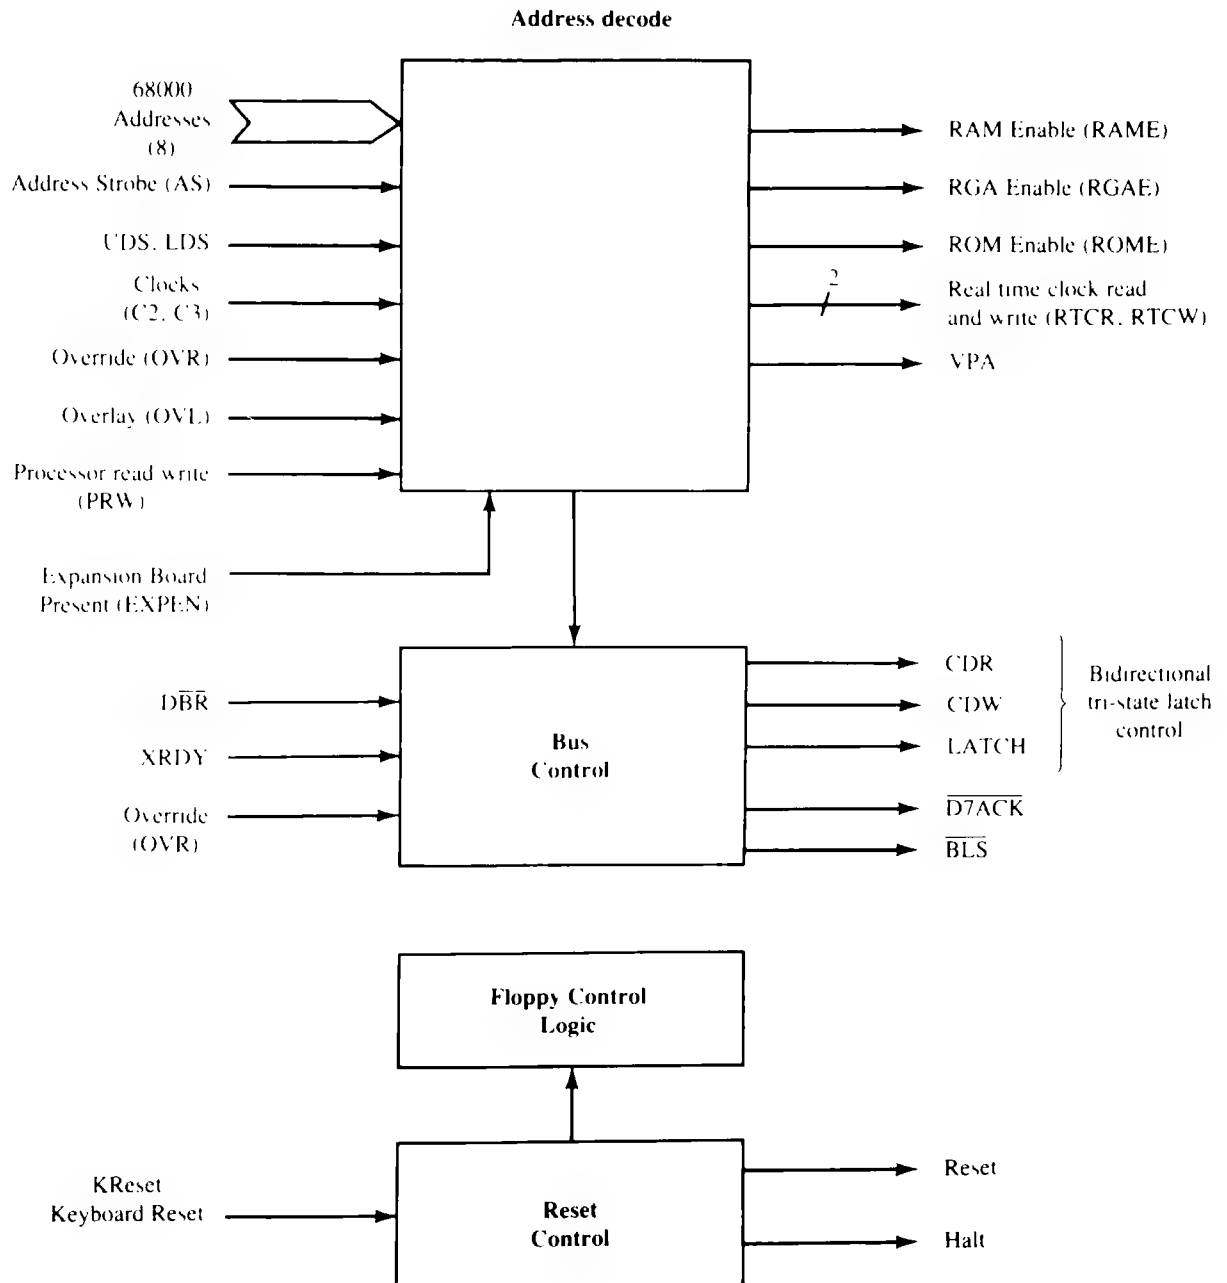 Address decode
68000
Addresses
(8)
Address Strobe (AS)
UDS, LDS
Clocks
(C2, C3)
Override (OVR)
Overlay (OVL)
Processor read write
(PRW)
Expansion Board
Present (EXPEN)
RAM Enable (RAME)
RGA Enable (RGAE)
ROM Enable (ROME)
2
Real time clock read
and write (RTCR, RTCW)
VPA
DB̅R̅
XRDY
Override
(OVR)
Bus
Control
CDR
CDW
LATCH
Bidirectional
tri-state latch
control
D̅7̅A̅C̅K̅
B̅L̅S̅
Floppy Control
Logic
KReset
Keyboard Reset
Reset
Control
Reset
Halt